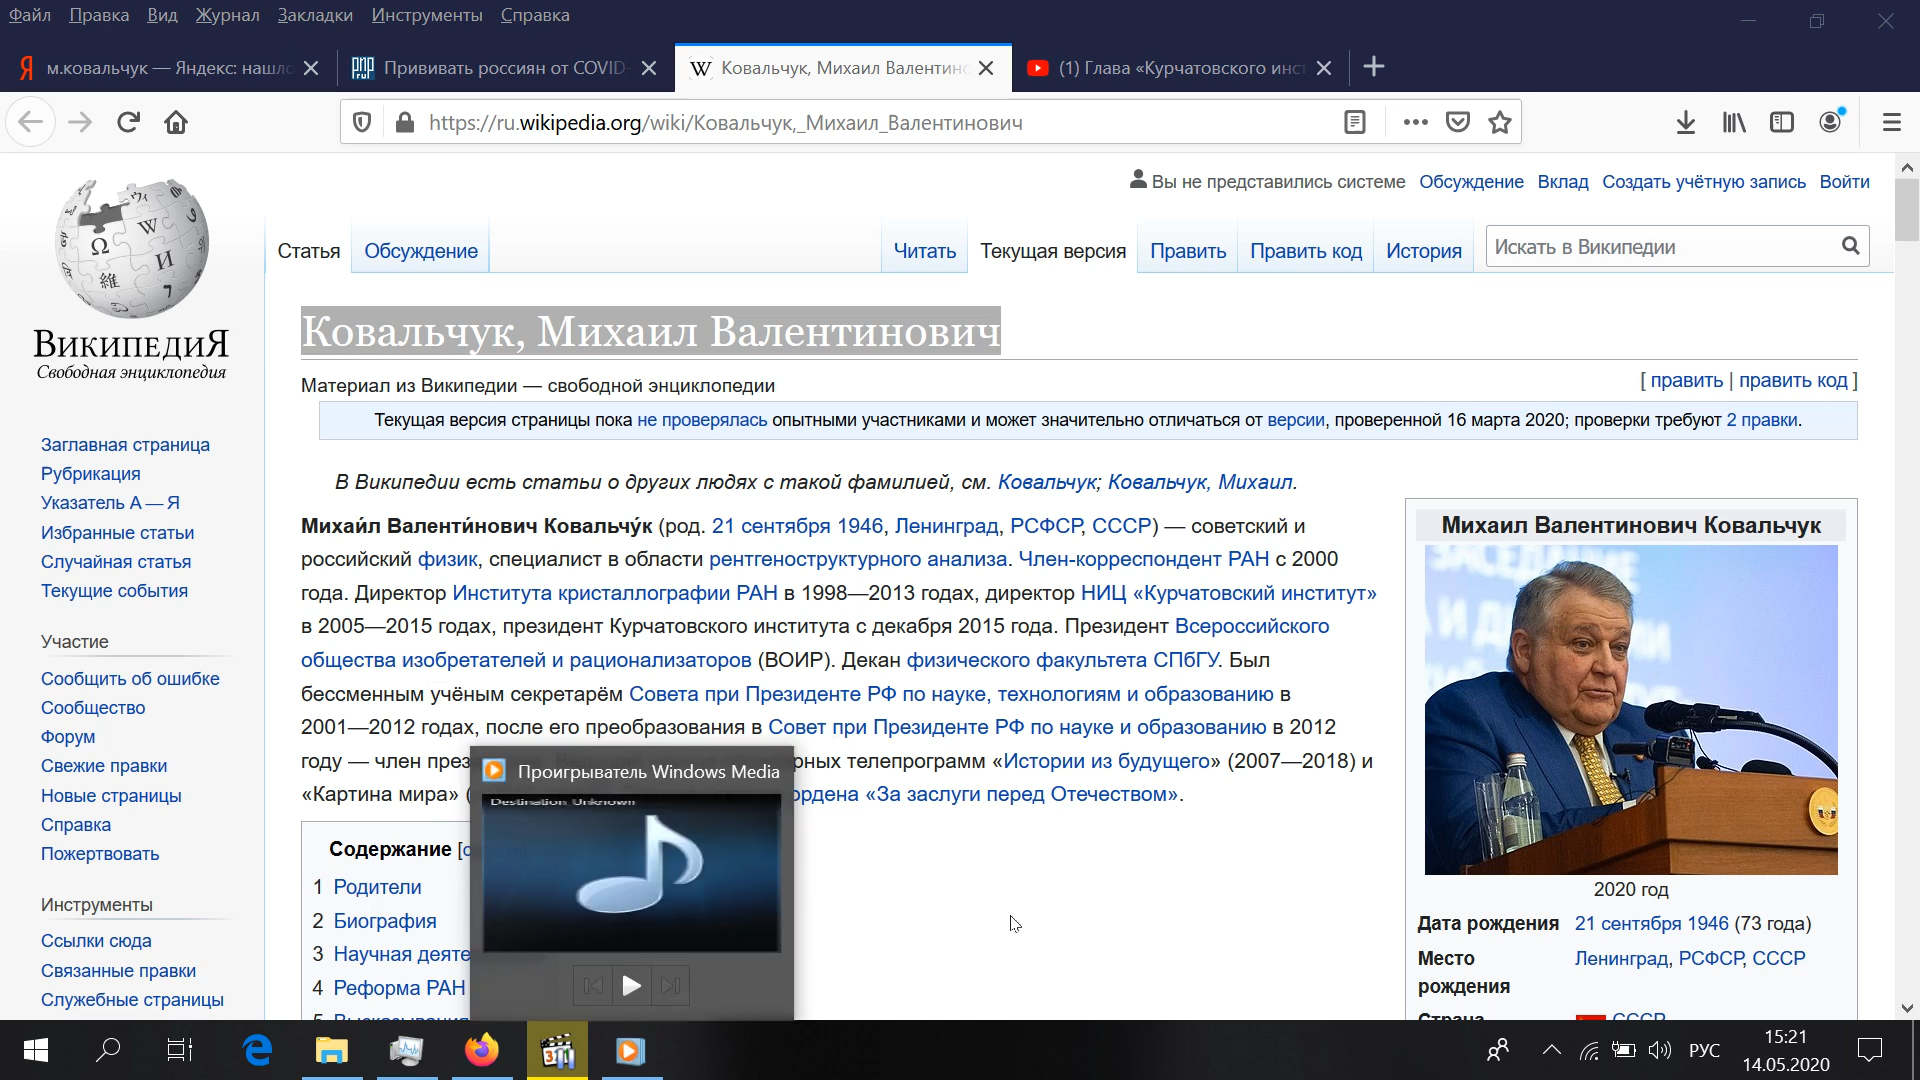 Файл Правка Вид Журнал Закладки Инструменты Справка
м.ковальчук — Яндекс: нашло
Прививать россиян от COVID-
Ковальчук, Михаил Валентинс
(1) Глава «Курчатовского инст
https://ru.wikipedia.org/wiki/Ковальчук,_Михаил_Валентинович
Вы не представились системе Обсуждение Вклад Создать учётную запись Войти
Статья Обсуждение Читать Текущая версия Править Править код История Искать в Википедии
ВикипедиЯ
Свободная энциклопедия
Ковальчук, Михаил Валентинович
Материал из Википедии — свободной энциклопедии
[ править | править код ]
Текущая версия страницы пока не проверялась опытными участниками и может значительно отличаться от версии, проверенной 16 марта 2020; проверки требуют 2 правки.
Заглавная страница
Рубрикация
Указатель А — Я
Избранные статьи
Случайная статья
Текущие события
Участие
Сообщить об ошибке
Сообщество
Форум
Свежие правки
Новые страницы
Справка
Пожертвовать
Инструменты
Ссылки сюда
Связанные правки
Служебные страницы
В Википедии есть статьи о других людях с такой фамилией, см. Ковальчук; Ковальчук, Михаил.
Михаи́л Валенти́нович Ковальчу́к (род. 21 сентября 1946, Ленинград, РСФСР, СССР) — советский и
российский физик, специалист в области рентгеноструктурного анализа. Член-корреспондент РАН с 2000
года. Директор Института кристаллографии РАН в 1998—2013 годах, директор НИЦ «Курчатовский институт»
в 2005—2015 годах, президент Курчатовского института с декабря 2015 года. Президент Всероссийского
общества изобретателей и рационализаторов (ВОИР). Декан физического факультета СПбГУ. Был
бессменным учёным секретарём Совета при Президенте РФ по науке, технологиям и образованию в
2001—2012 годах, после его преобразования в Совет при Президенте РФ по науке и образованию в 2012
году — член през рных телепрограмм «Истории из будущего» (2007—2018) и
«Картина мира» ( ордена «За заслуги перед Отечеством».
Содержание [
1 Родители
2 Биография
3 Научная деяте
4 Реформа РАН
5 Высказывания
Проигрыватель Windows Media
Destination Unknown
Михаил Валентинович Ковальчук
ЗАСЕДАНИЕ
2020 год
Дата рождения 21 сентября 1946 (73 года)
Место рождения Ленинград, РСФСР, СССР
Страна СССР
РУС
15:21
14.05.2020